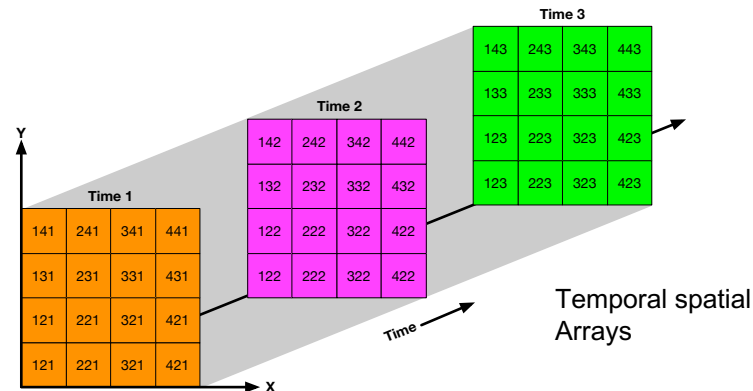 Time 3
143 243 343 443
133 233 333 433
123 223 323 423
123 223 323 423
Time 2
142 242 342 442
132 232 332 432
122 222 322 422
122 222 322 422
Y
Time 1
141 241 341 441
131 231 331 431
121 221 321 421
121 221 321 421
X
Time
Temporal spatial
Arrays